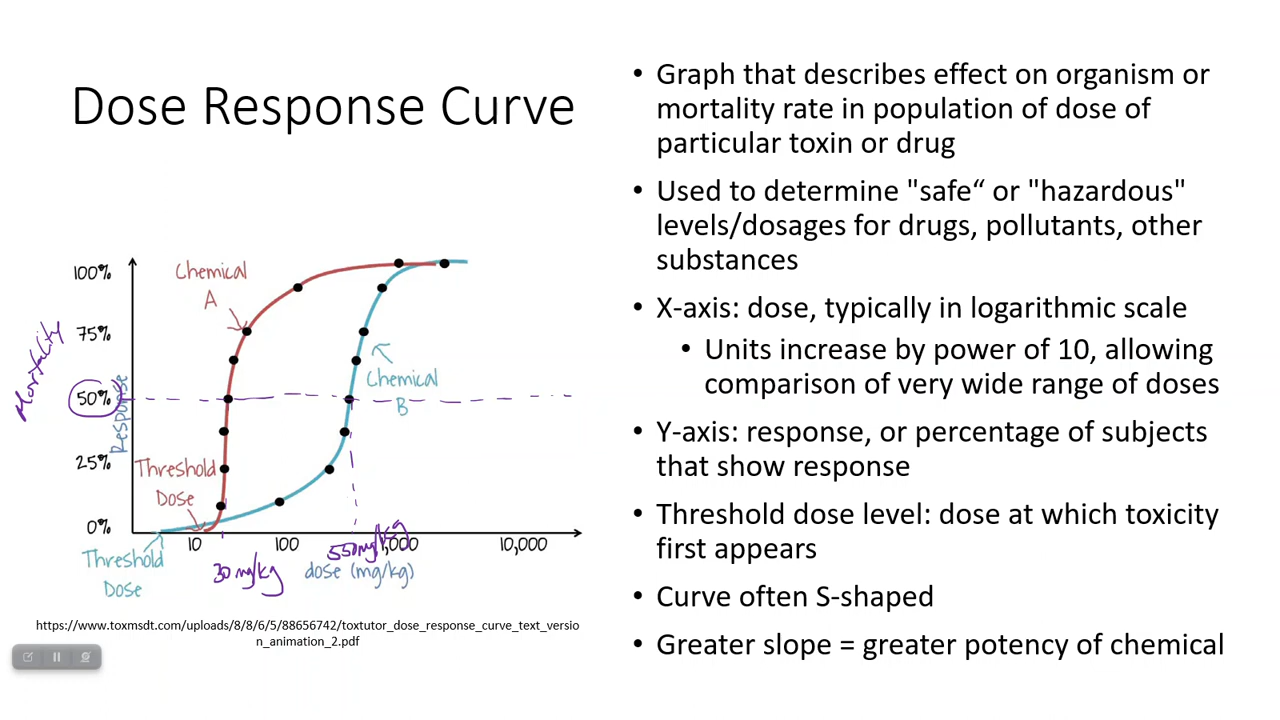 Dose Response Curve
100%
75%
50%
25%
0%
Mortality
Response
Chemical
A
Chemical
B
Threshold
Dose
Threshold
Dose
10
100
1,000
10,000
30 mg/kg
550 mg/kg
dose (mg/kg)
https://www.toxmsdt.com/uploads/8/8/6/5/88656742/toxtutor_dose_response_curve_text_versio
n_animation_2.pdf
• Graph that describes effect on organism or
mortality rate in population of dose of
particular toxin or drug
• Used to determine "safe“ or "hazardous"
levels/dosages for drugs, pollutants, other
substances
• X-axis: dose, typically in logarithmic scale
• Units increase by power of 10, allowing
comparison of very wide range of doses
• Y-axis: response, or percentage of subjects
that show response
• Threshold dose level: dose at which toxicity
first appears
• Curve often S-shaped
• Greater slope = greater potency of chemical